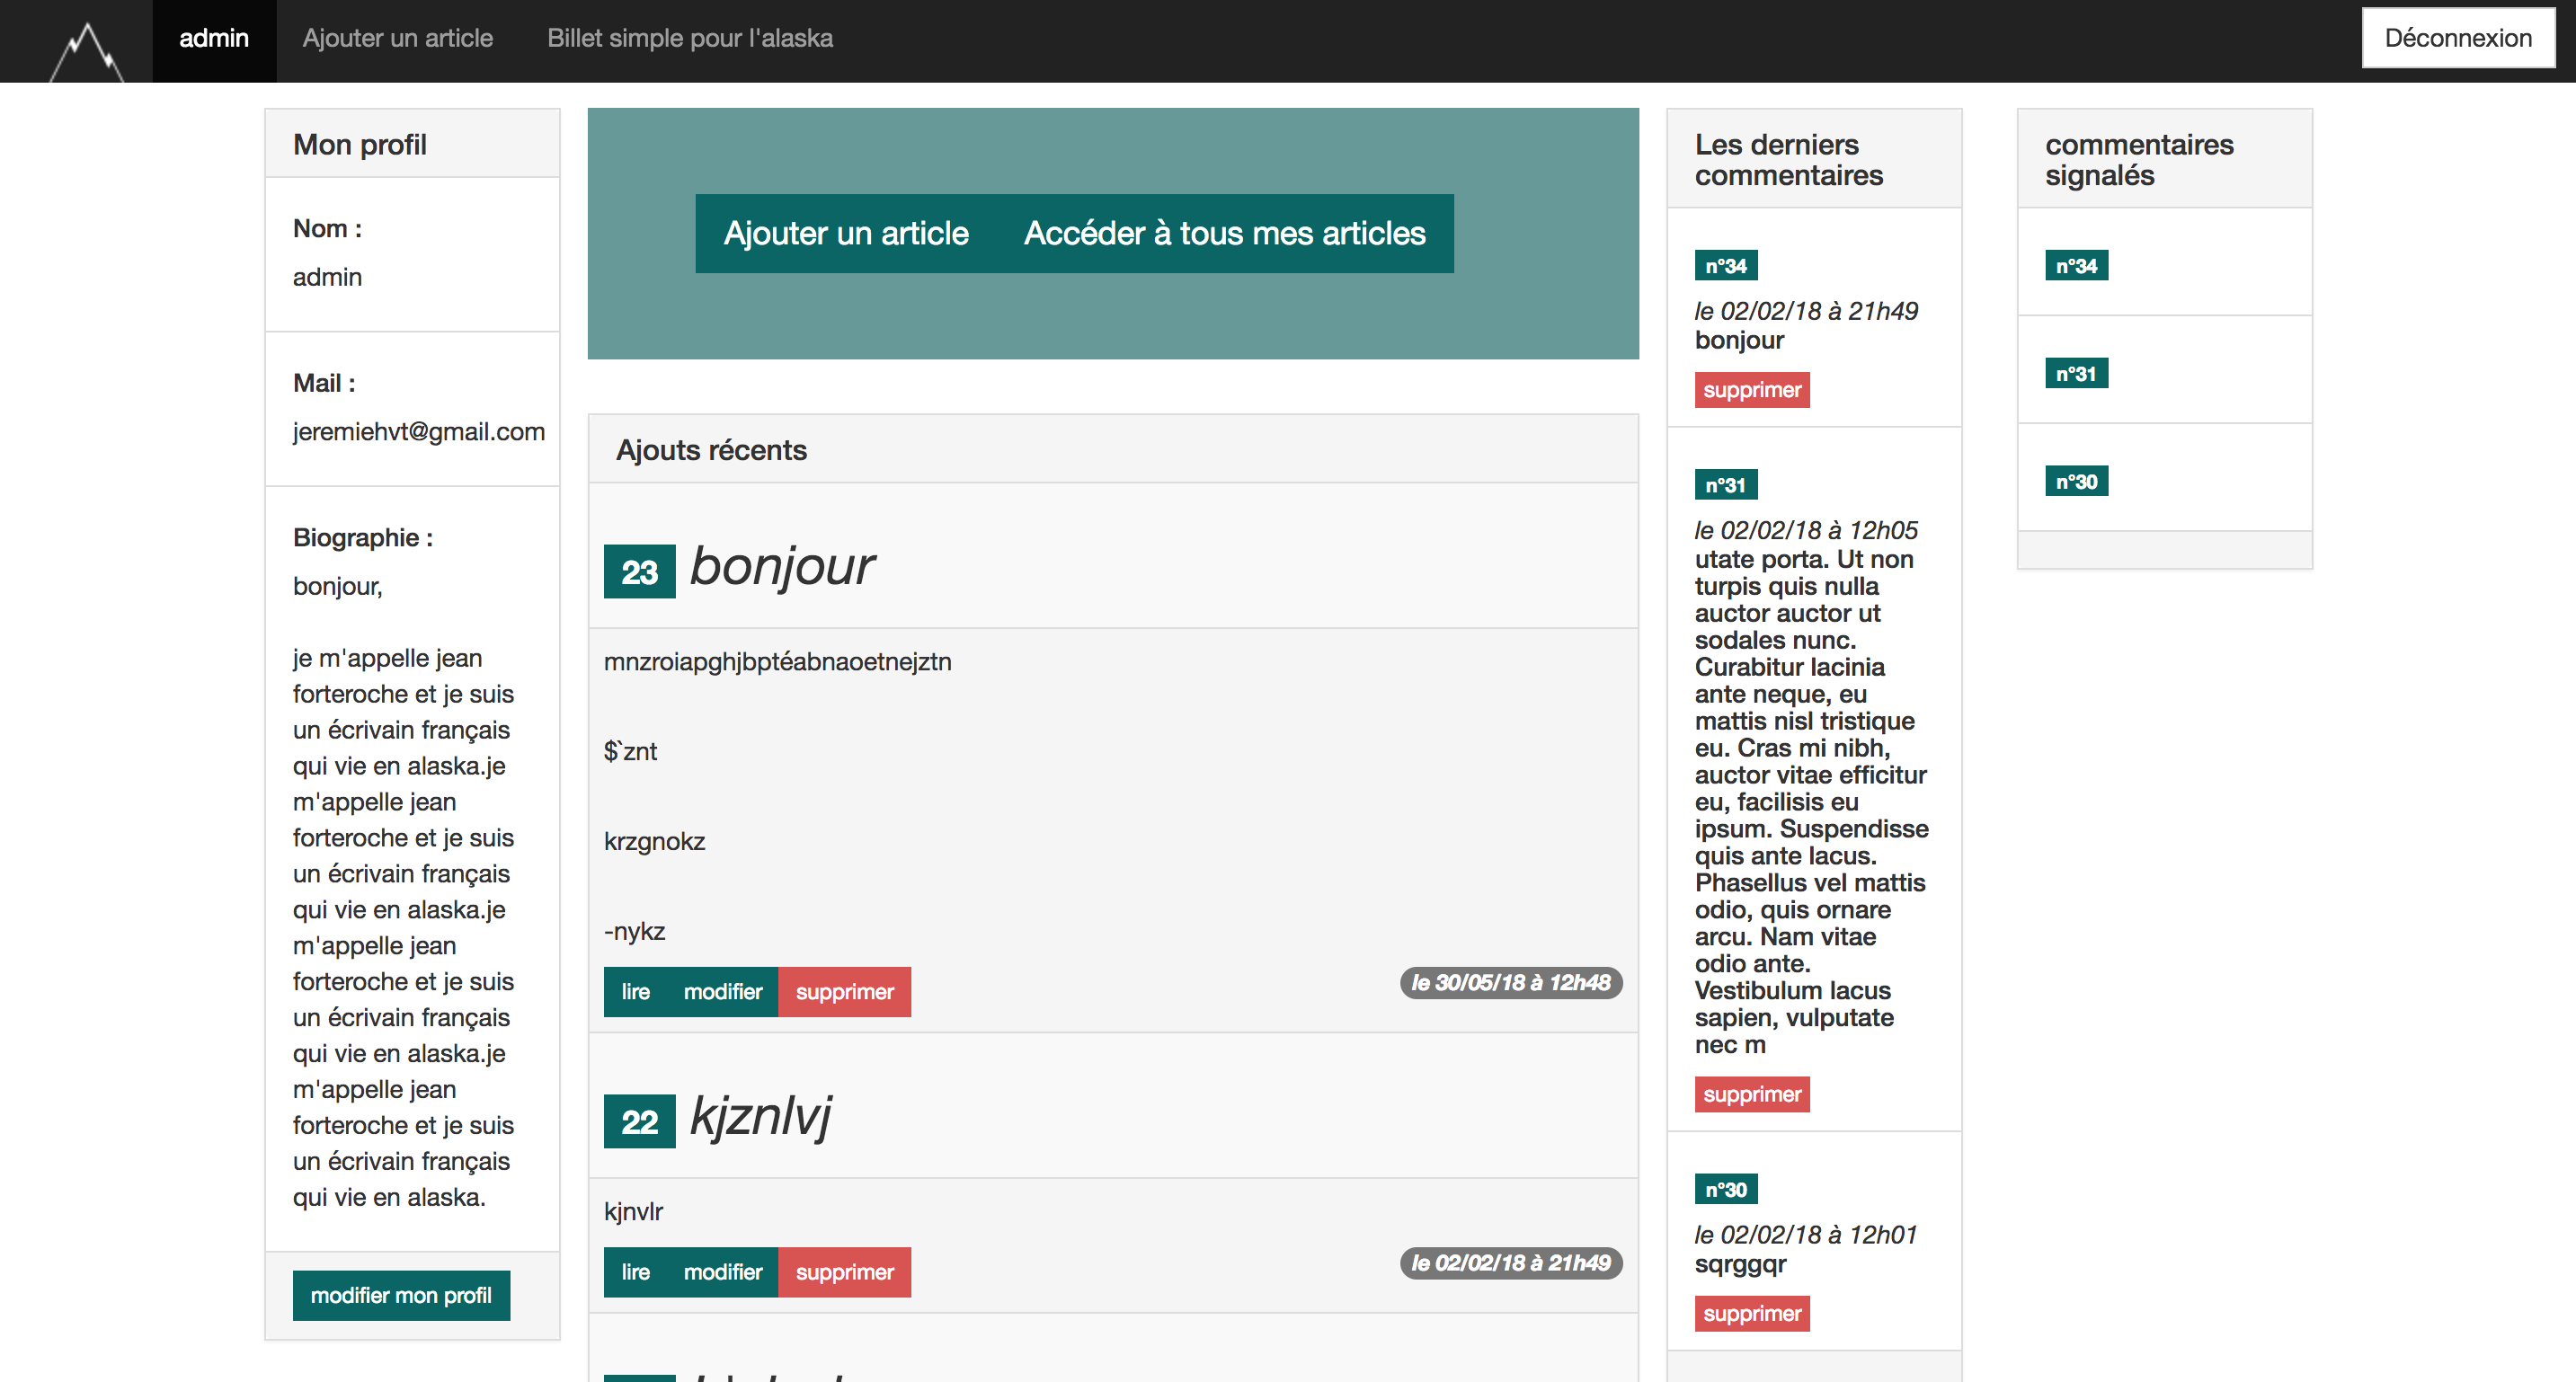 admin
Ajouter un article
Billet simple pour l'alaska
Déconnexion
Mon profil
Nom :
admin
Mail :
jeremiehvt@gmail.com
Biographie :
bonjour,
je m'appelle jean
forteroche et je suis
un écrivain français
qui vie en alaska.je
m'appelle jean
forteroche et je suis
un écrivain français
qui vie en alaska.je
m'appelle jean
forteroche et je suis
un écrivain français
qui vie en alaska.je
m'appelle jean
forteroche et je suis
un écrivain français
qui vie en alaska.
modifier mon profil
Ajouter un article
Accéder à tous mes articles
Ajouts récents
23 bonjour
mnzroiapghjbptéabnaoetnejztn
$`znt
krzgnokz
-nykz
lire modifier supprimer
le 30/05/18 à 12h48
22 kjznlvj
kjnvlr
lire modifier supprimer
le 02/02/18 à 21h49
Les derniers
commentaires
n°34
le 02/02/18 à 21h49
bonjour
supprimer
n°31
le 02/02/18 à 12h05
utate porta. Ut non
turpis quis nulla
auctor auctor ut
sodales nunc.
Curabitur lacinia
ante neque, eu
mattis nisl tristique
eu. Cras mi nibh,
auctor vitae efficitur
eu, facilisis eu
ipsum. Suspendisse
quis ante lacus.
Phasellus vel mattis
odio, quis ornare
arcu. Nam vitae
odio ante.
Vestibulum lacus
sapien, vulputate
nec m
supprimer
n°30
le 02/02/18 à 12h01
sqrggqr
supprimer
commentaires
signalés
n°34
n°31
n°30